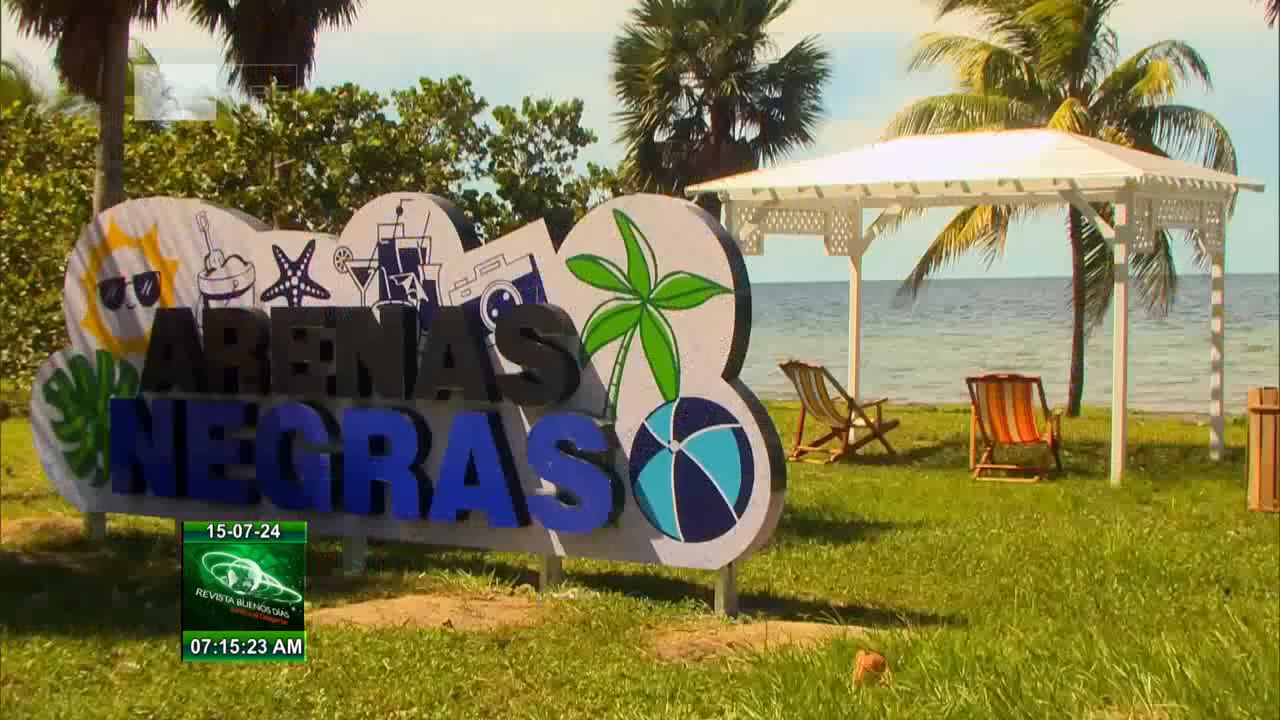 ARENAS
NEGRAS
15-07-24
REVISTA BUENOS DÍAS
07:15:23 AM